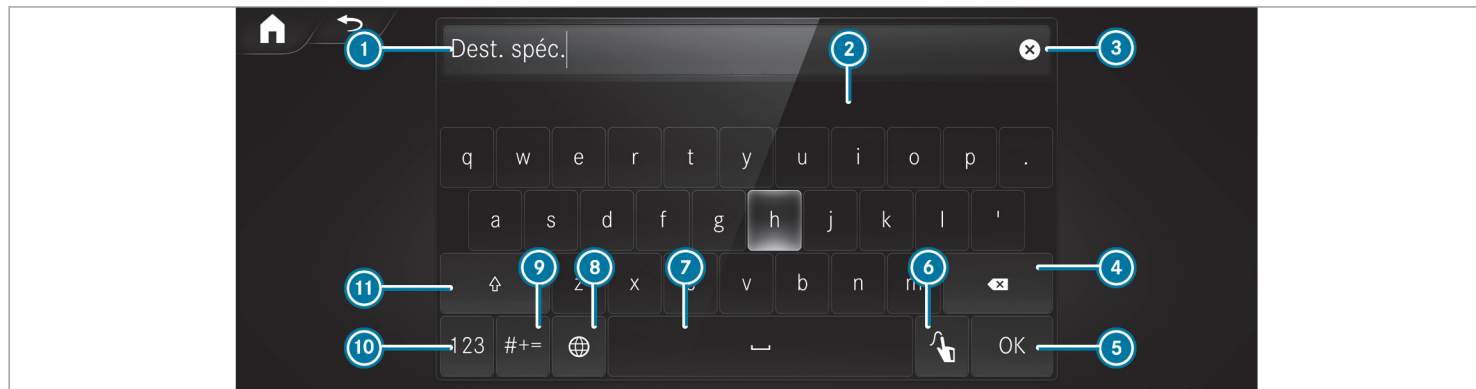 Dest. spéc.
1 2 3
q w e r t y u i o p .
a s d f g h j k l '
11 9 z 8 x 7 v b n m 6 4
10 123 #+= OK 5